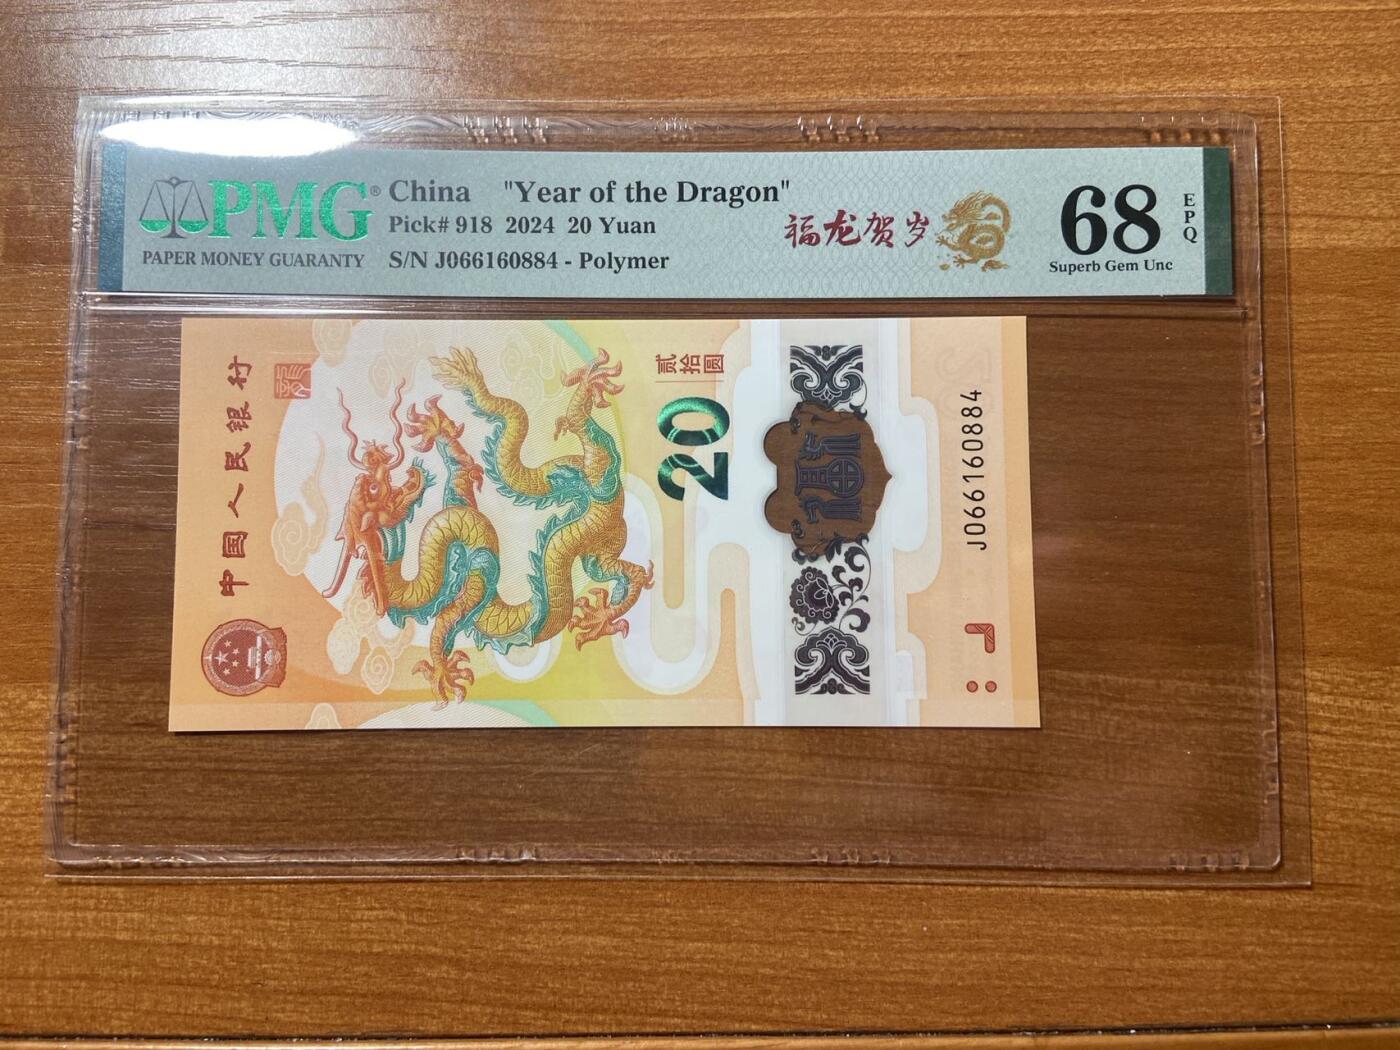 PMG®
PAPER MONEY GUARANTY
China "Year of the Dragon"
Pick# 918 2024 20 Yuan
S/N J066160884 - Polymer
福龙贺岁
68
EPQ
Superb Gem Unc
中国人民银行
贰拾圆
20
福
J066160884